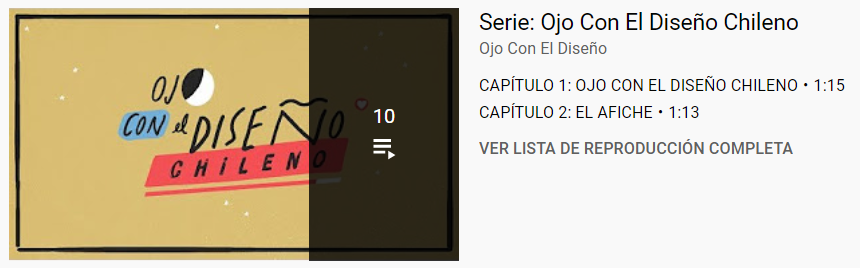 OJO
CON el DISEÑO
CHILENO
10
Serie: Ojo Con El Diseño Chileno
Ojo Con El Diseño
CAPÍTULO 1: OJO CON EL DISEÑO CHILENO • 1:15
CAPÍTULO 2: EL AFICHE • 1:13
VER LISTA DE REPRODUCCIÓN COMPLETA